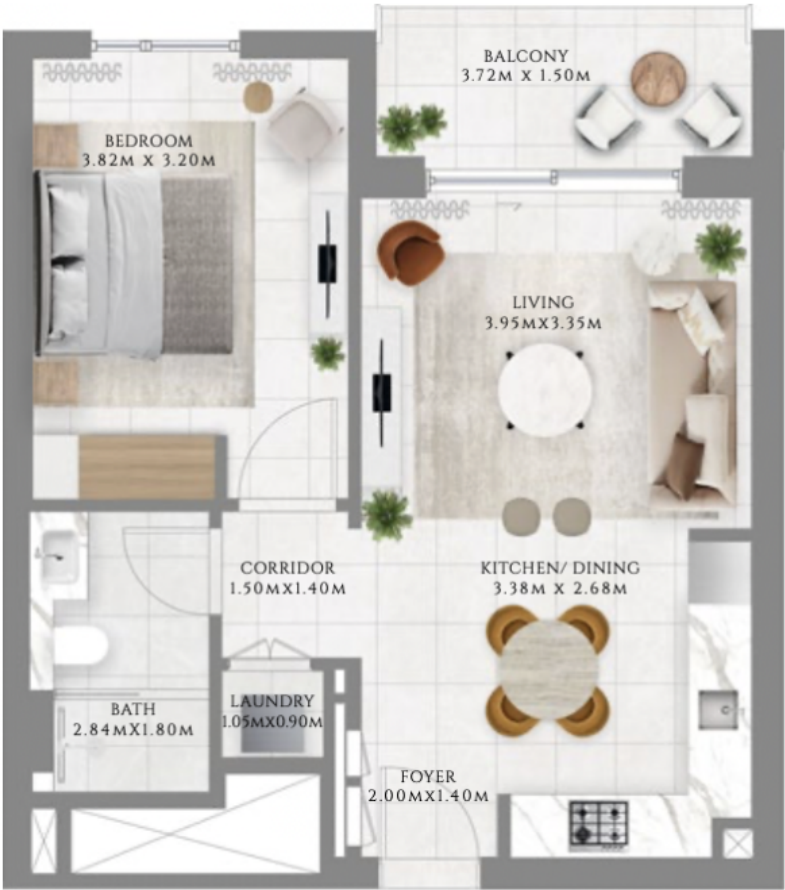 BALCONY
3.72M X 1.50M
BEDROOM
3.82M X 3.20M
LIVING
3.95MX3.35M
CORRIDOR
1.50MX1.40M
KITCHEN/ DINING
3.38M X 2.68M
BATH
2.84MX1.80M
LAUNDRY
1.05MX0.90M
FOYER
2.00MX1.40M